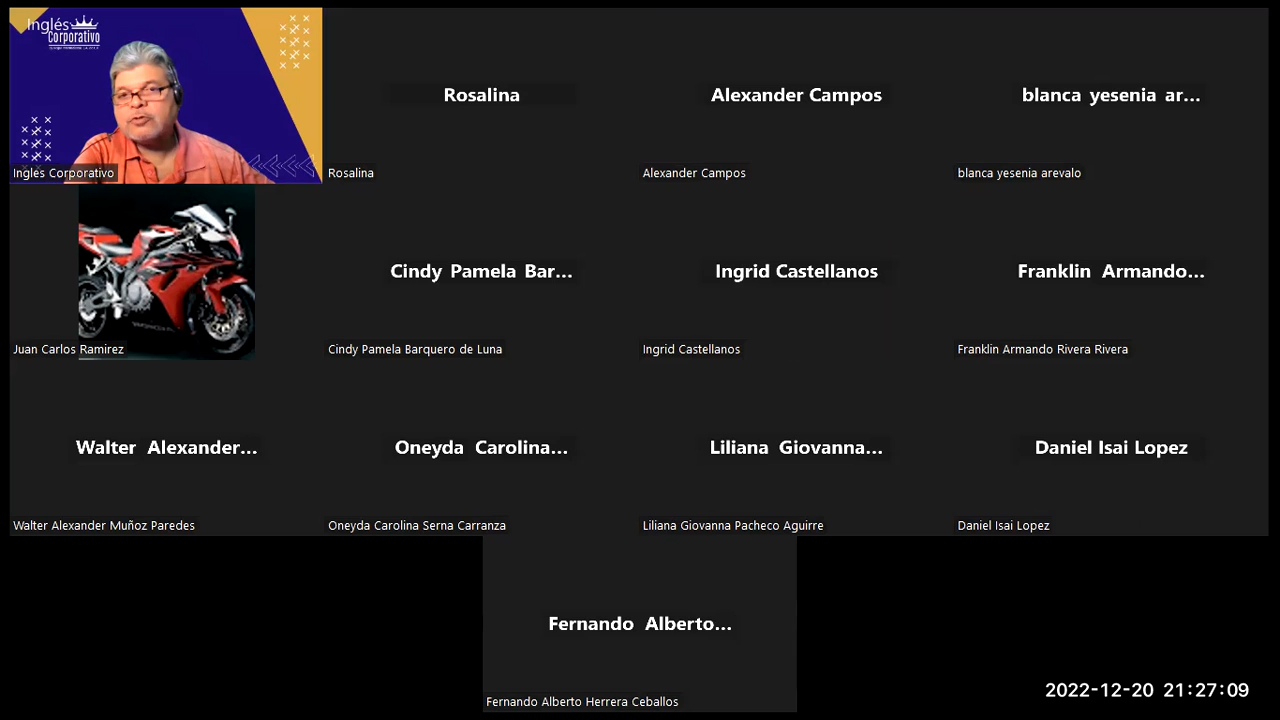 Inglés
Corporativo
Inglés Corporativo
Rosalina
Rosalina
Alexander Campos
Alexander Campos
blanca yesenia ar...
blanca yesenia arevalo
HONDA
Juan Carlos Ramirez
Cindy Pamela Bar...
Cindy Pamela Barquero de Luna
Ingrid Castellanos
Ingrid Castellanos
Franklin Armando...
Franklin Armando Rivera Rivera
Walter Alexander...
Walter Alexander Muñoz Paredes
Oneyda Carolina...
Oneyda Carolina Serna Carranza
Liliana Giovanna...
Liliana Giovanna Pacheco Aguirre
Daniel Isai Lopez
Daniel Isai Lopez
Fernando Alberto...
Fernando Alberto Herrera Ceballos
2022-12-20 21:27:09